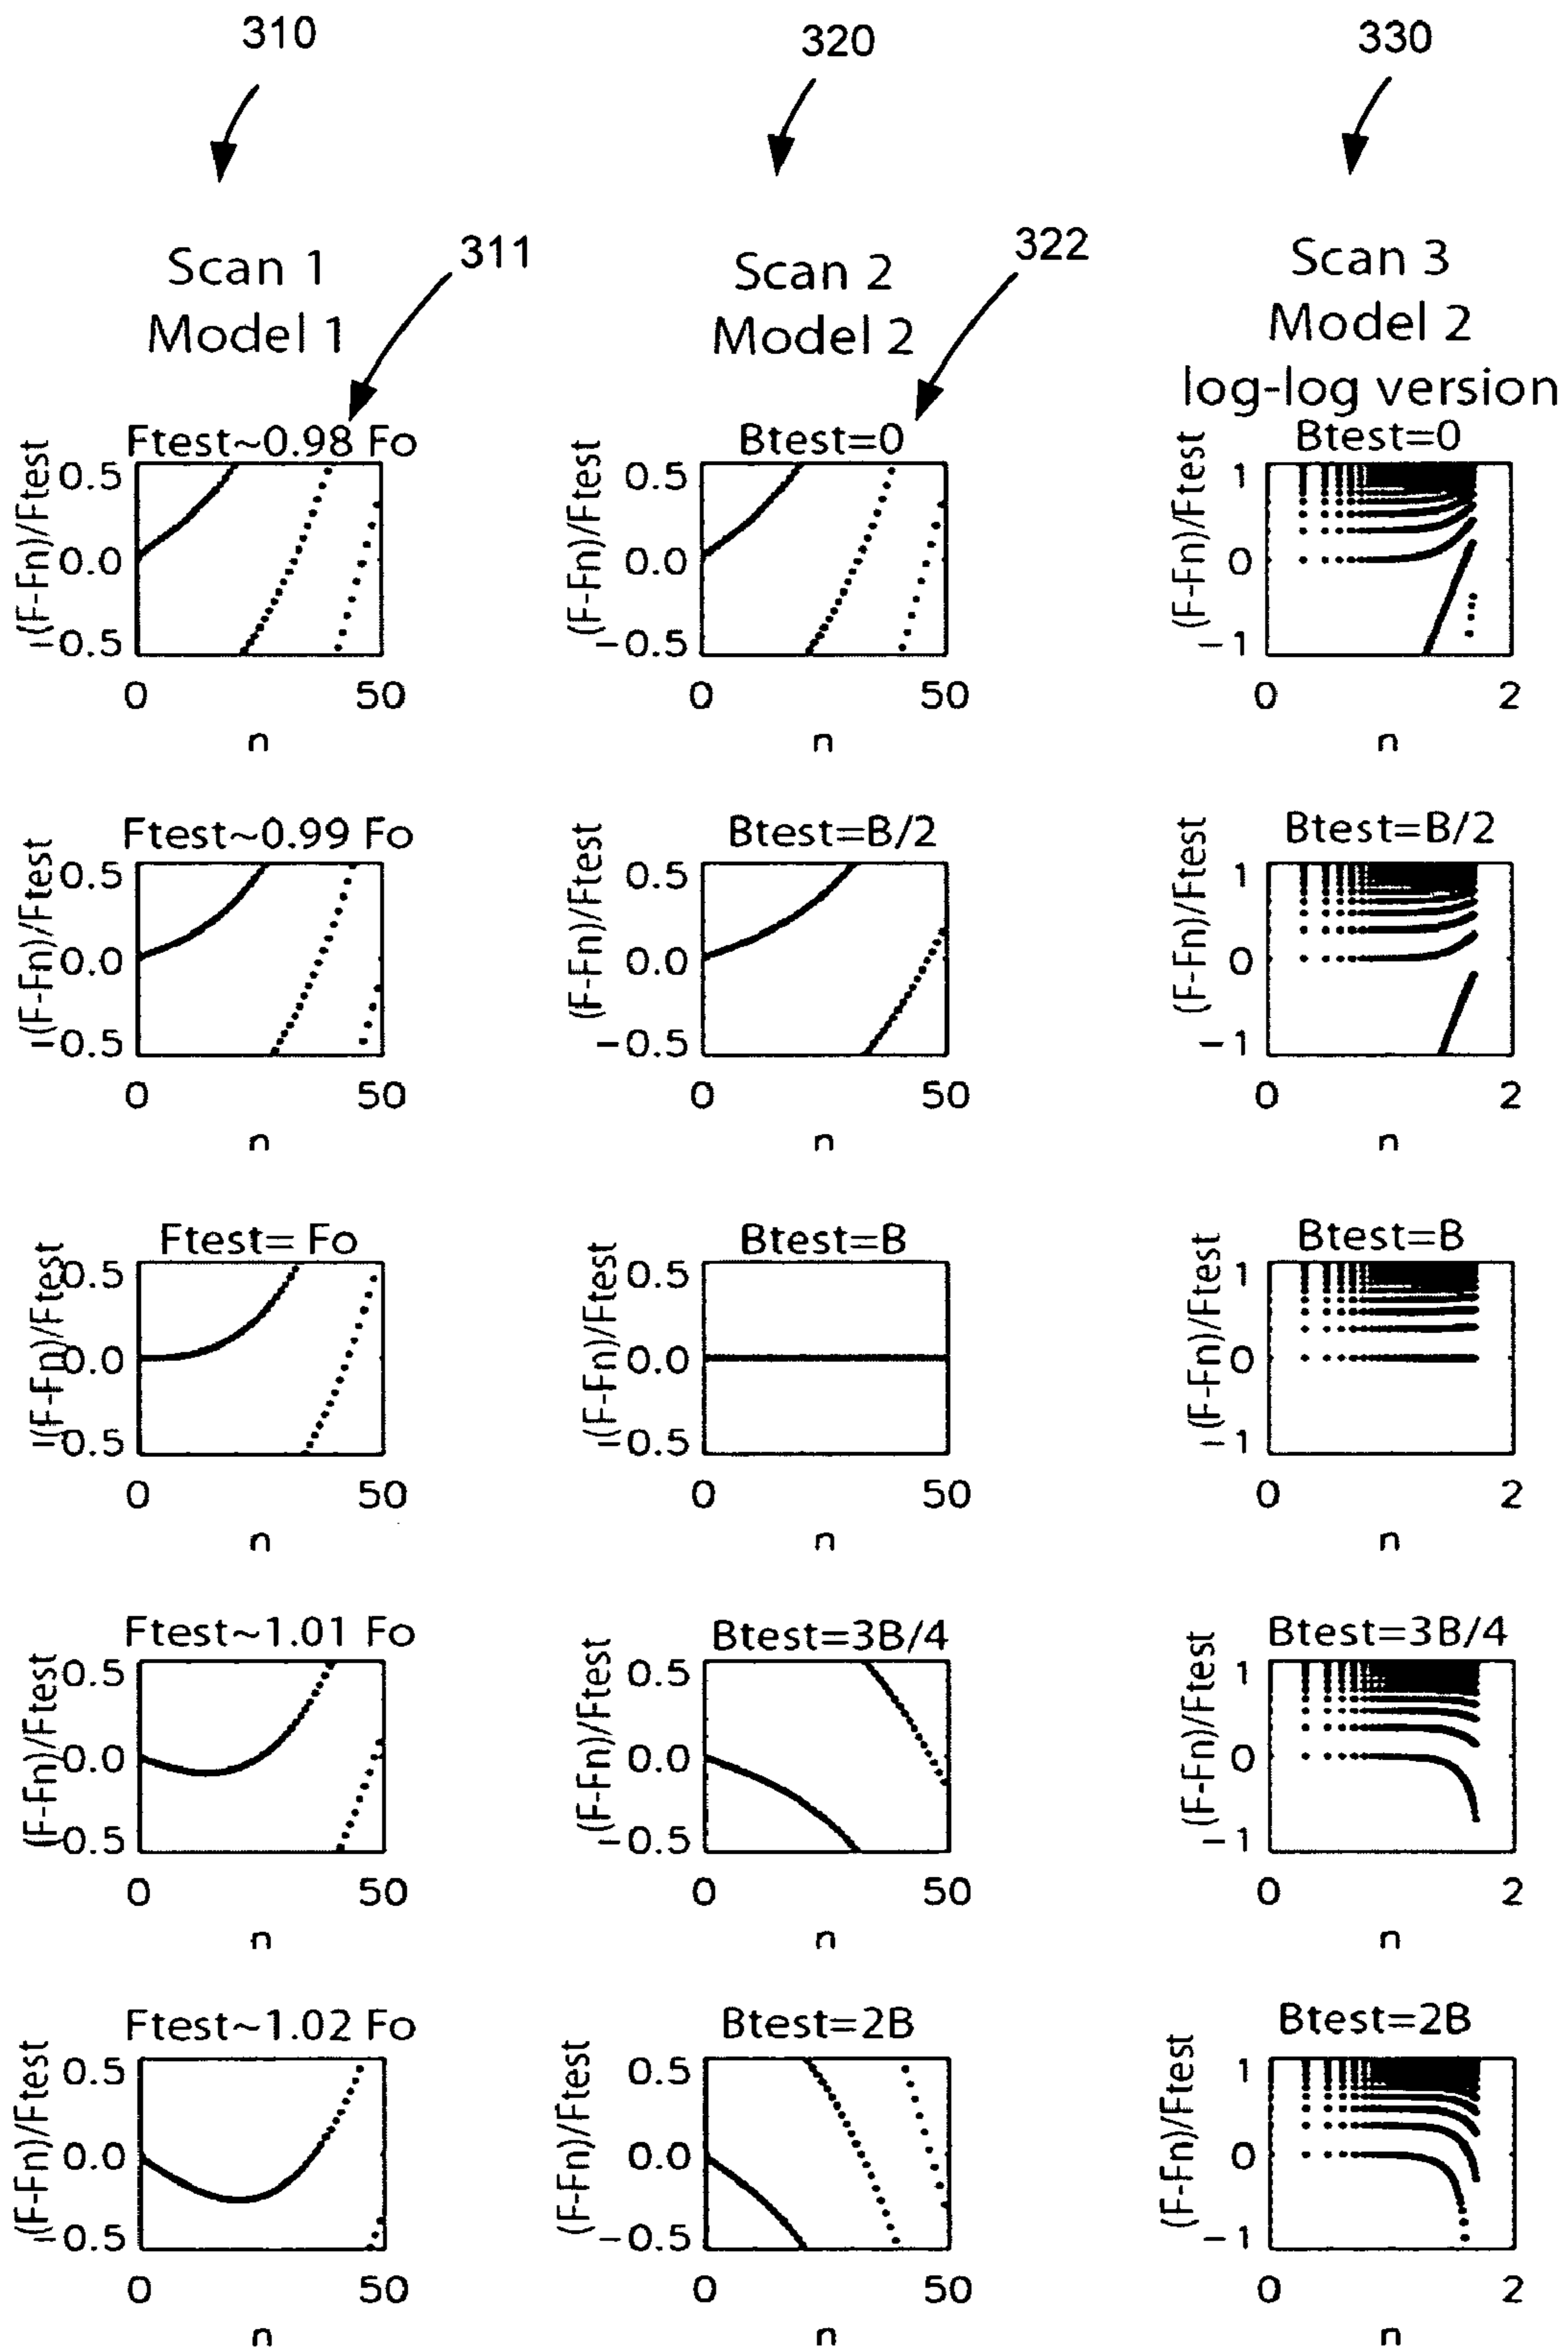 310
320
330
311
322
Scan 1
Model 1
Scan 2
Model 2
Scan 3
Model 2
log-log version
Ftest~0.98 Fo
(F-Fn)/Ftest
0.5
0.0
-0.5
0
50
n
Btest=0
(F-Fn)/Ftest
0.5
0.0
-0.5
0
50
n
Btest=0
(F-Fn)/Ftest
1
0
-1
0
2
n
Ftest~0.99 Fo
(F-Fn)/Ftest
0.5
0.0
-0.5
0
50
n
Btest=B/2
(F-Fn)/Ftest
0.5
0.0
-0.5
0
50
n
Btest=B/2
(F-Fn)/Ftest
1
0
-1
0
2
n
Ftest= Fo
(F-Fn)/Ftest
0.5
0.0
-0.5
0
50
n
Btest=B
(F-Fn)/Ftest
0.5
0.0
-0.5
0
50
n
Btest=B
(F-Fn)/Ftest
1
0
-1
0
2
n
Ftest~1.01 Fo
(F-Fn)/Ftest
0.5
0.0
-0.5
0
50
n
Btest=3B/4
(F-Fn)/Ftest
0.5
0.0
-0.5
0
50
n
Btest=3B/4
(F-Fn)/Ftest
1
0
-1
0
2
n
Ftest~1.02 Fo
(F-Fn)/Ftest
0.5
0.0
-0.5
0
50
n
Btest=2B
(F-Fn)/Ftest
0.5
0.0
-0.5
0
50
n
Btest=2B
(F-Fn)/Ftest
1
0
-1
0
2
n